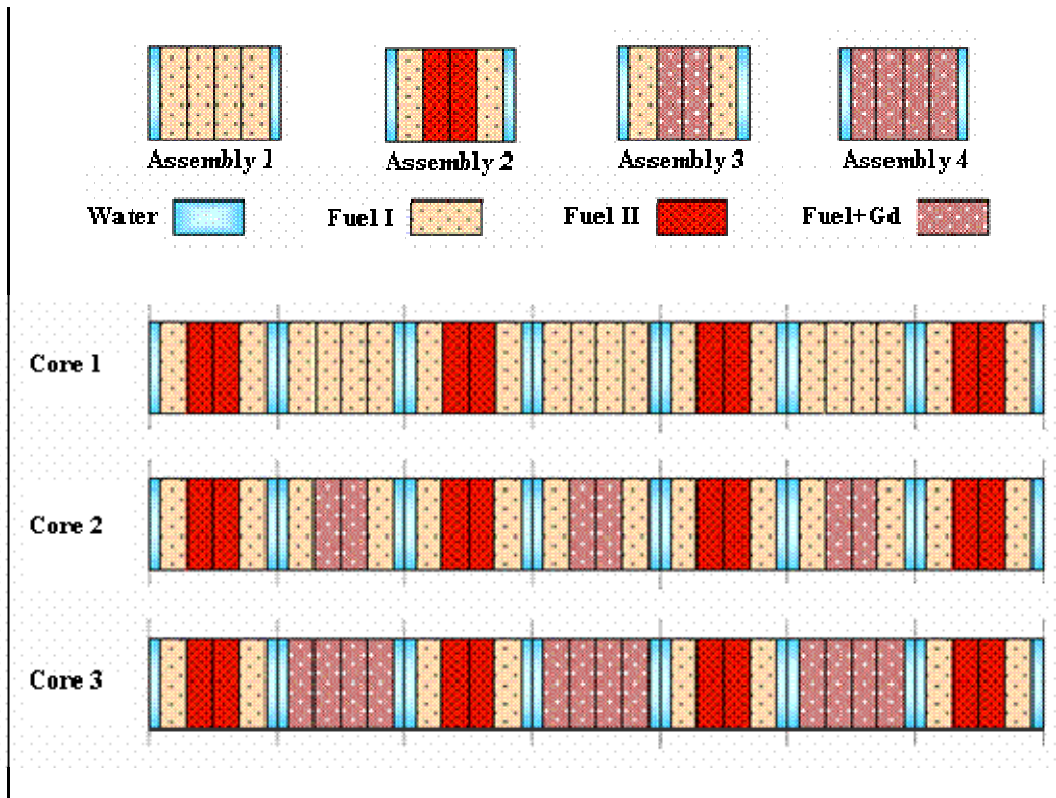 Assembly 1 Assembly 2 Assembly 3 Assembly 4
Water Fuel I Fuel II Fuel+Gd
Core 1
Core 2
Core 3